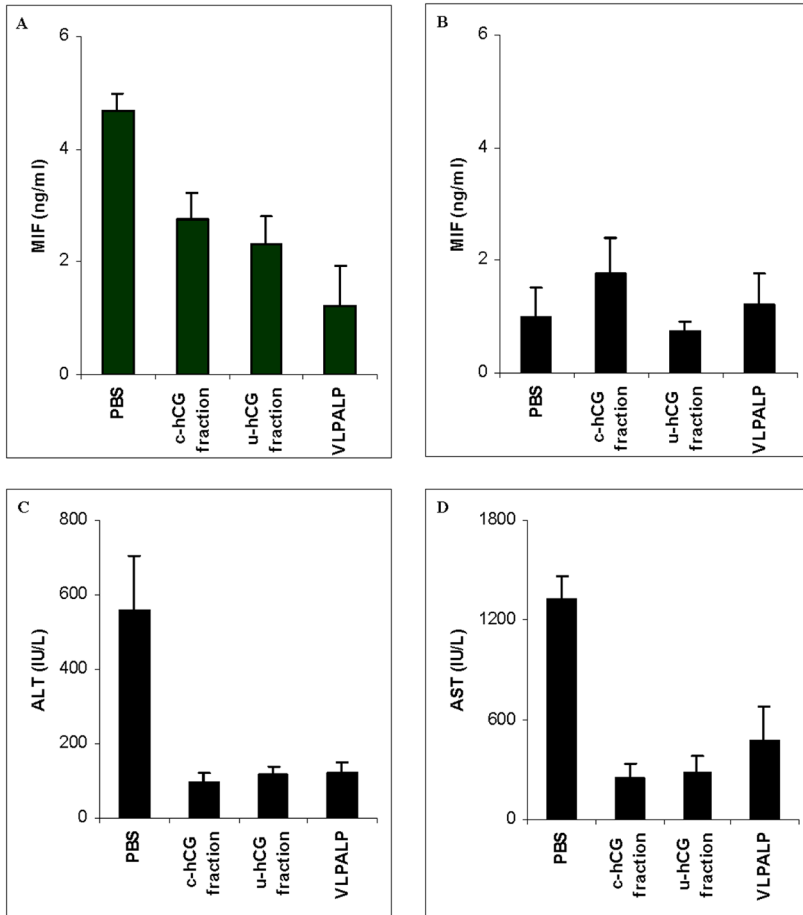 A
MIF (ng/ml)
6
4
2
0
PBS
c-hCG
fraction
u-hCG
fraction
VLPALP
B
MIF (ng/ml)
6
4
2
0
PBS
c-hCG
fraction
u-hCG
fraction
VLPALP
C
ALT (IU/L)
800
600
400
200
0
PBS
c-hCG
fraction
u-hCG
fraction
VLPALP
D
AST (IU/L)
1800
1200
600
0
PBS
c-hCG
fraction
u-hCG
fraction
VLPALP